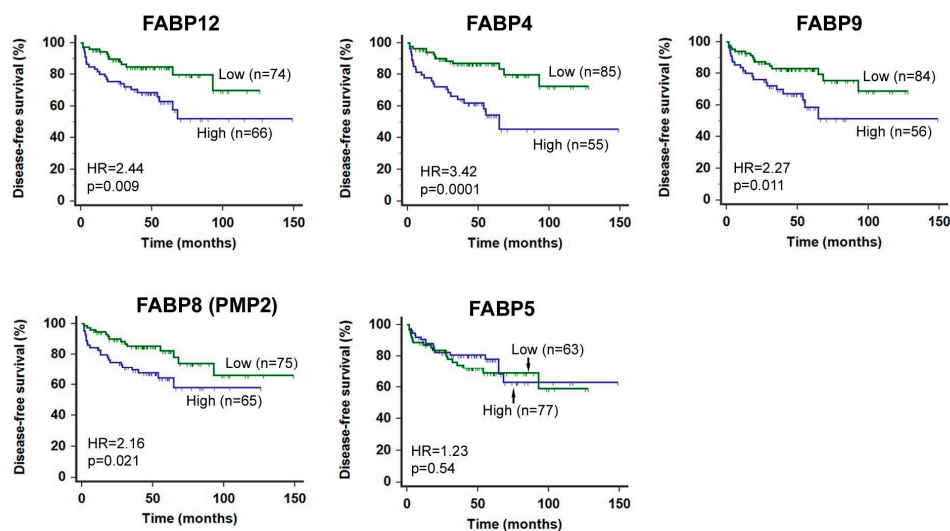 FABP12
Disease-free survival (%)
100
80
60
40
20
0
Low (n=74)
High (n=66)
HR=2.44
p=0.009
0 50 100 150
Time (months)
FABP4
Disease-free survival (%)
100
80
60
40
20
0
Low (n=85)
High (n=55)
HR=3.42
p=0.0001
0 50 100 150
Time (months)
FABP9
Disease-free survival (%)
100
80
60
40
20
0
Low (n=84)
High (n=56)
HR=2.27
p=0.011
0 50 100 150
Time (months)
FABP8 (PMP2)
Disease-free survival (%)
100
80
60
40
20
0
Low (n=75)
High (n=65)
HR=2.16
p=0.021
0 50 100 150
Time (months)
FABP5
Disease-free survival (%)
100
80
60
40
20
0
Low (n=63)
High (n=77)
HR=1.23
p=0.54
0 50 100 150
Time (months)